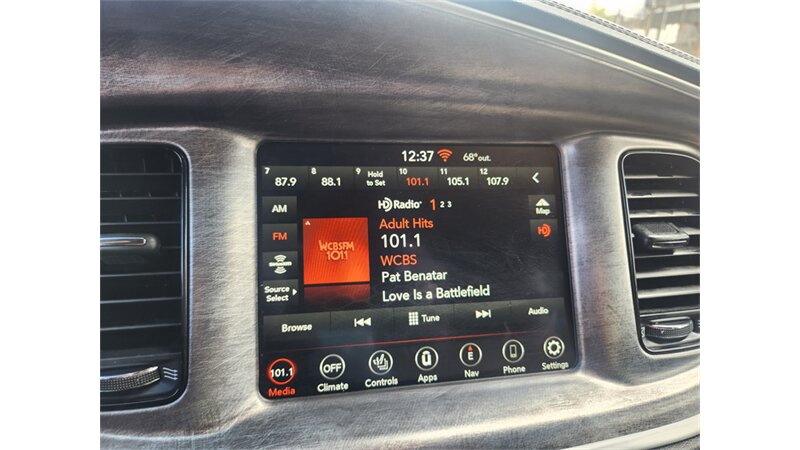 12:37 68° out.
7 87.9 8 88.1 9 Hold to Set 10 101.1 11 105.1 12 107.9
AM
FM
siriusxm
Source
Select
HD Radio 1 2 3
Adult Hits
101.1
WCBS
Pat Benatar
Love Is a Battlefield
WCBSFM
101.1
Map
HD
Browse Tune Audio
101.1 OFF E
Media Climate Controls Apps Nav Phone Settings